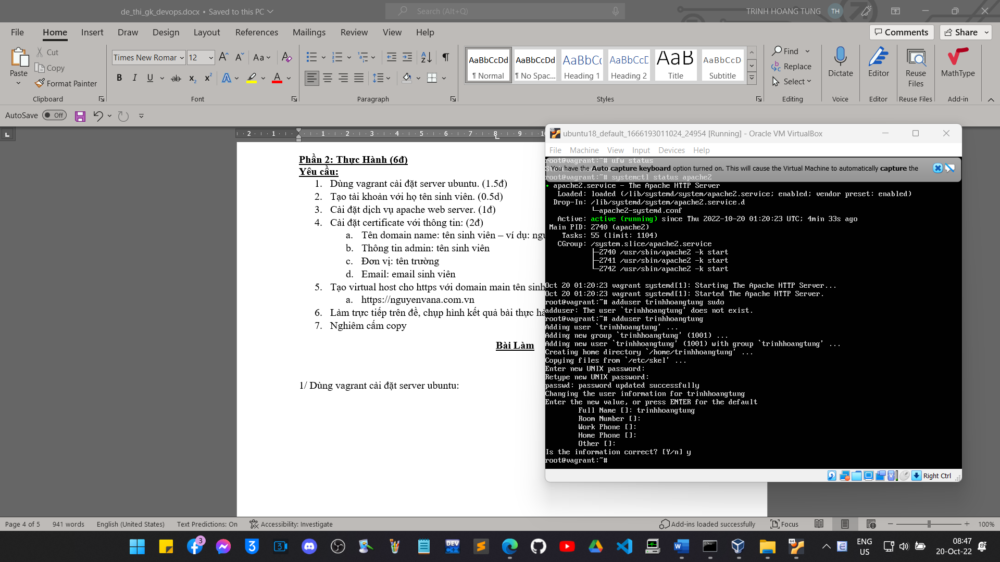 de_thi_gk_devops.docx • Saved to this PC
Search (Alt+Q)
TRINH HOANG TUNG
TH
File Home Insert Draw Design Layout References Mailings Review View Help
Comments
Share
Paste
Cut
Copy
Format Painter
Clipboard
Times New Romar
12
Font
Paragraph
AaBbCcDd
¶ Normal
AaBbCcDd
¶ No Spac...
AaBbCc
Heading 1
AaBbCcD
Heading 2
AaB
Title
AaBbCcD
Subtitle
Styles
Find
Replace
Select
Editing
Dictate
Voice
Editor
Editor
Reuse Files
Reuse Files
MathType
Add-in
AutoSave Off
Phần 2: Thực Hành (6đ)
Yêu cầu:
1. Dùng vagrant cài đặt server ubuntu. (1.5đ)
2. Tạo tài khoản với họ tên sinh viên. (0.5d)
3. Cài đặt dịch vụ apache web server. (1đ)
4. Cài đặt certificate với thông tin: (2đ)
a. Tên domain name: tên sinh viên – ví dụ:
b. Thông tin admin: tên sinh viên
c. Đơn vị: tên trường
d. Email: email sinh viên
5. Tạo virtual host cho https với domain main tên sinh
a. https://nguyenvana.com.vn
6. Làm trực tiếp trên đề, chụp hình kết quả bài thực
7. Nghiêm cấm copy
Bài Làm
1/ Dùng vagrant cài đặt server ubuntu:
ubuntu18_default_1666193011024_24954 [Running] - Oracle VM VirtualBox
File Machine View Input Devices Help
root@vagrant:~# ufw status
You have the Auto capture keyboard option turned on. This will cause the Virtual Machine to automatically capture the
root@vagrant:~# systemctl status apache2
• apache2.service - The Apache HTTP Server
Loaded: loaded (/lib/systemd/system/apache2.service; enabled; vendor preset: enabled)
Drop-In: /lib/systemd/system/apache2.service.d
└─apache2-systemd.conf
Active: active (running) since Thu 2022-10-20 01:20:23 UTC; 4min 33s ago
Main PID: 2740 (apache2)
Tasks: 55 (limit: 1104)
CGroup: /system.slice/apache2.service
├─2740 /usr/sbin/apache2 -k start
├─2741 /usr/sbin/apache2 -k start
└─2742 /usr/sbin/apache2 -k start
Oct 20 01:20:23 vagrant systemd[1]: Starting The Apache HTTP Server...
Oct 20 01:20:23 vagrant systemd[1]: Started The Apache HTTP Server.
root@vagrant:~# adduser trinhhoangtung sudo
adduser: The user `trinhhoangtung' does not exist.
root@vagrant:~# adduser trinhhoangtung
Adding user `trinhhoangtung' ...
Adding new group `trinhhoangtung' (1001) ...
Adding new user `trinhhoangtung' (1001) with group `trinhhoangtung' ...
Creating home directory `/home/trinhhoangtung' ...
Copying files from `/etc/skel' ...
Enter new UNIX password:
Retype new UNIX password:
passwd: password updated successfully
Changing the user information for trinhhoangtung
Enter the new value, or press ENTER for the default
Full Name []: trinhhoangtung
Room Number []:
Work Phone []:
Home Phone []:
Other []:
Is the information correct? [Y/n] y
root@vagrant:~#
Right Ctrl
Page 4 of 5 941 words English (United States) Text Predictions: On Accessibility: Investigate
Add-ins loaded successfully Focus 100%
3
ENG
US
08:47
20-Oct-22